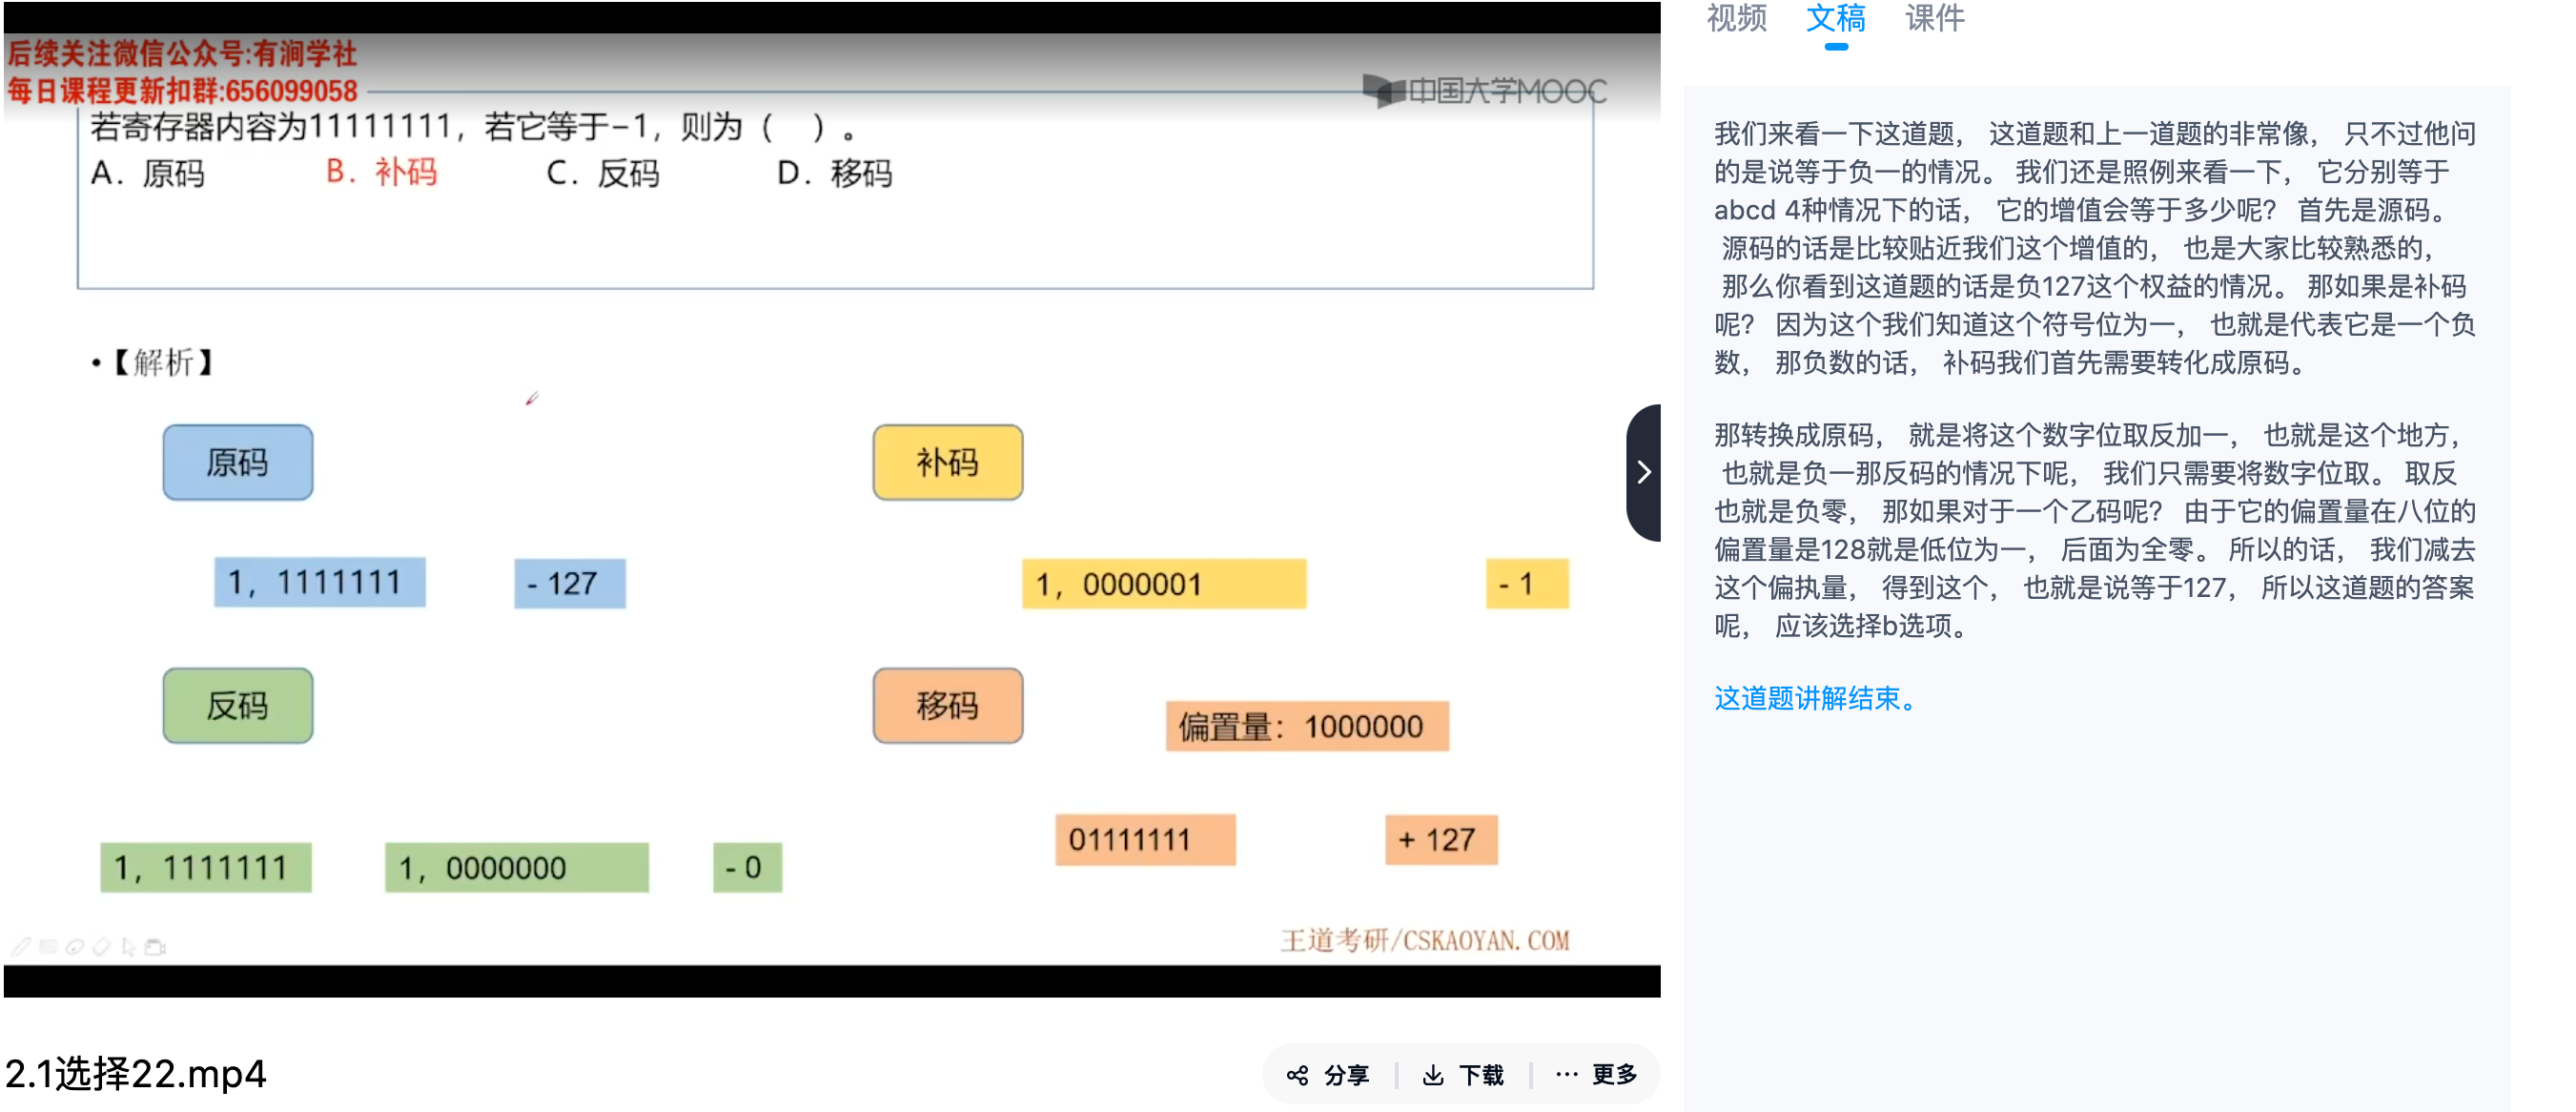 后续关注微信公众号:有涧学社
每日课程更新扣群:656099058
中国大学MOOC
若寄存器内容为11111111，若它等于−1，则为（　）。
A. 原码 B. 补码 C. 反码 D. 移码
•【解析】
原码
补码
1，1111111
- 127
1，0000001
- 1
反码
移码
偏置量：1000000
01111111
+ 127
1，1111111
1，0000000
- 0
王道考研/CSKAOYAN.COM
2.1选择22.mp4
分享
下载
更多
视频 文稿 课件
我们来看一下这道题， 这道题和上一道题的非常像， 只不过他问
的是说等于负一的情况。 我们还是照例来看一下， 它分别等于
abcd 4种情况下的话， 它的增值会等于多少呢？ 首先是源码。
源码的话是比较贴近我们这个增值的， 也是大家比较熟悉的，
那么你看到这道题的话是负127这个权益的情况。 那如果是补码
呢？ 因为这个我们知道这个符号位为一， 也就是代表它是一个负
数， 那负数的话， 补码我们首先需要转化成原码。
那转换成原码， 就是将这个数字位取反加一， 也就是这个地方，
也就是负一那反码的情况下呢， 我们只需要将数字位取。 取反
也就是负零， 那如果对于一个乙码呢？ 由于它的偏置量在八位的
偏置量是128就是低位为一， 后面为全零。 所以的话， 我们减去
这个偏执量， 得到这个， 也就是说等于127， 所以这道题的答案
呢， 应该选择b选项。
这道题讲解结束。